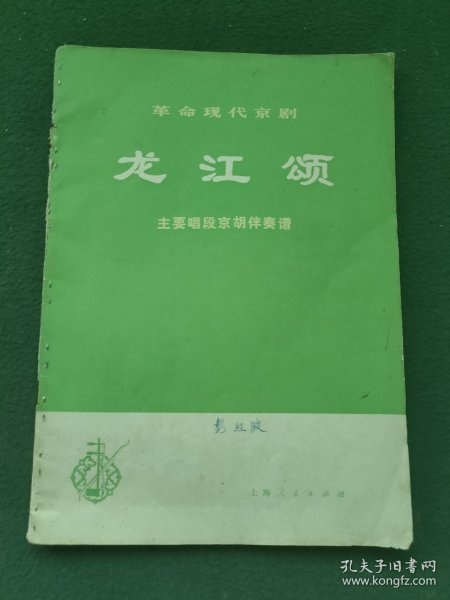 革命现代京剧
龙江颂
主要唱段京胡伴奏谱
上海人民出版社
孔夫子旧书网
www.kongfz.com